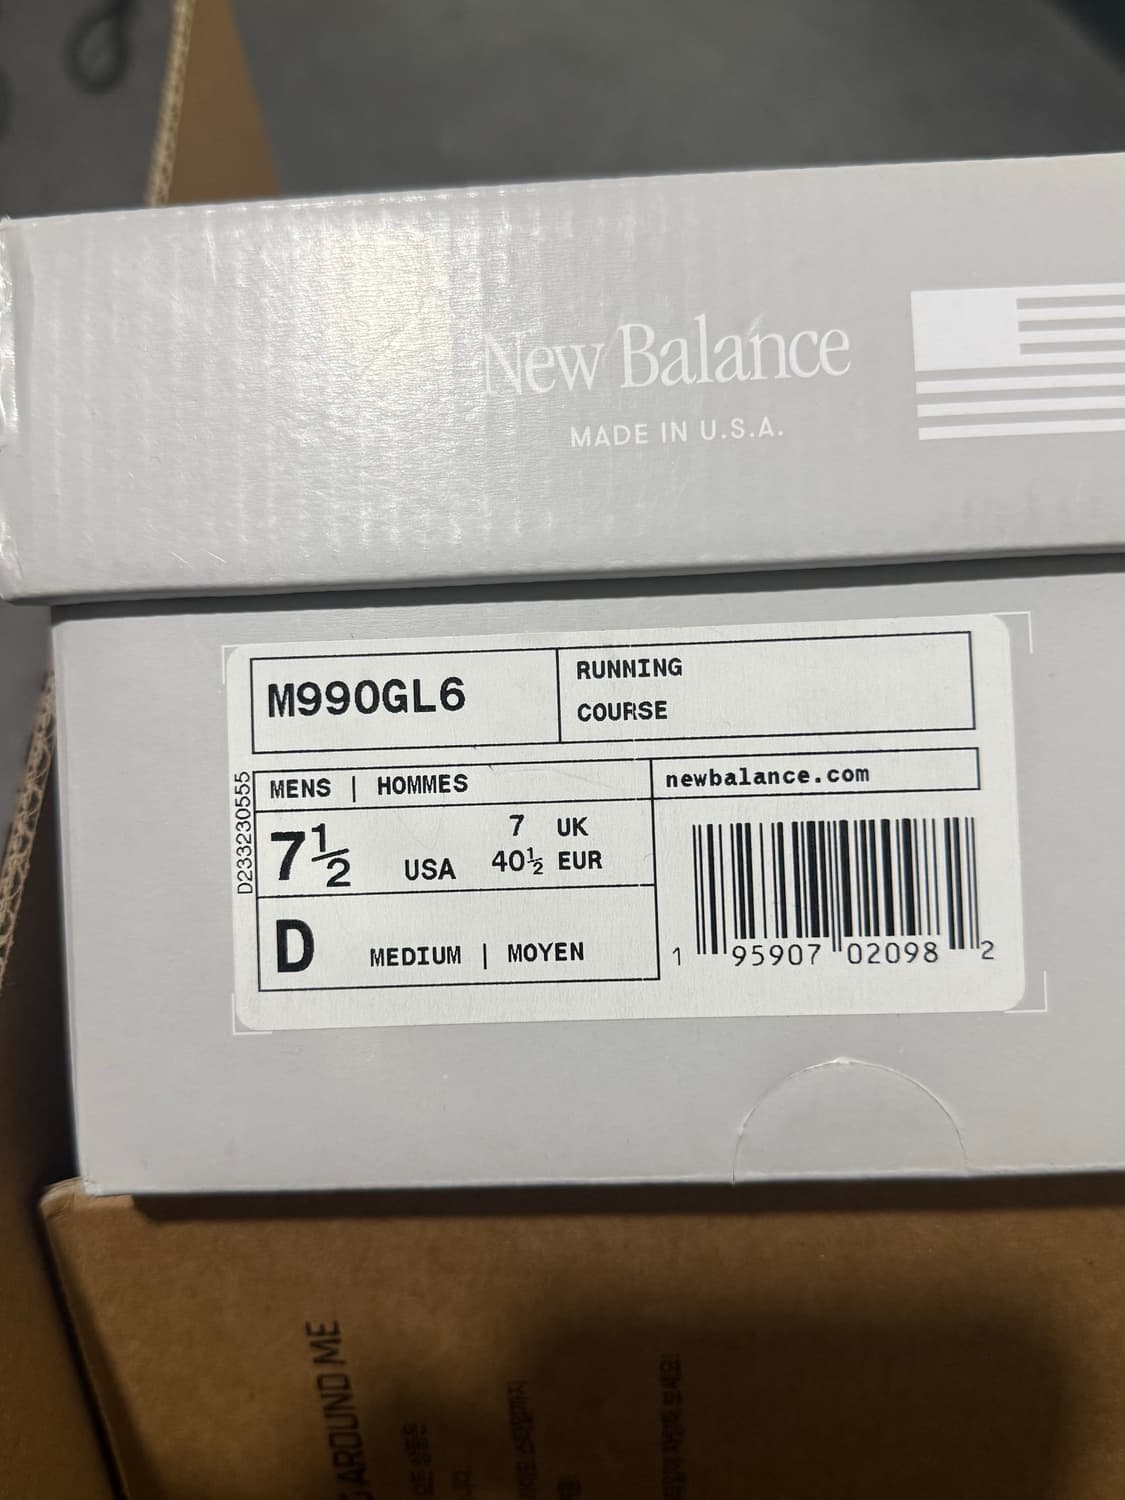 New Balance
MADE IN U.S.A.
M990GL6
RUNNING
COURSE
D233230555
MENS | HOMMES
newbalance.com
7½ USA
7 UK
40½ EUR
D MEDIUM | MOYEN
1 95907 02098 2
AROUND ME